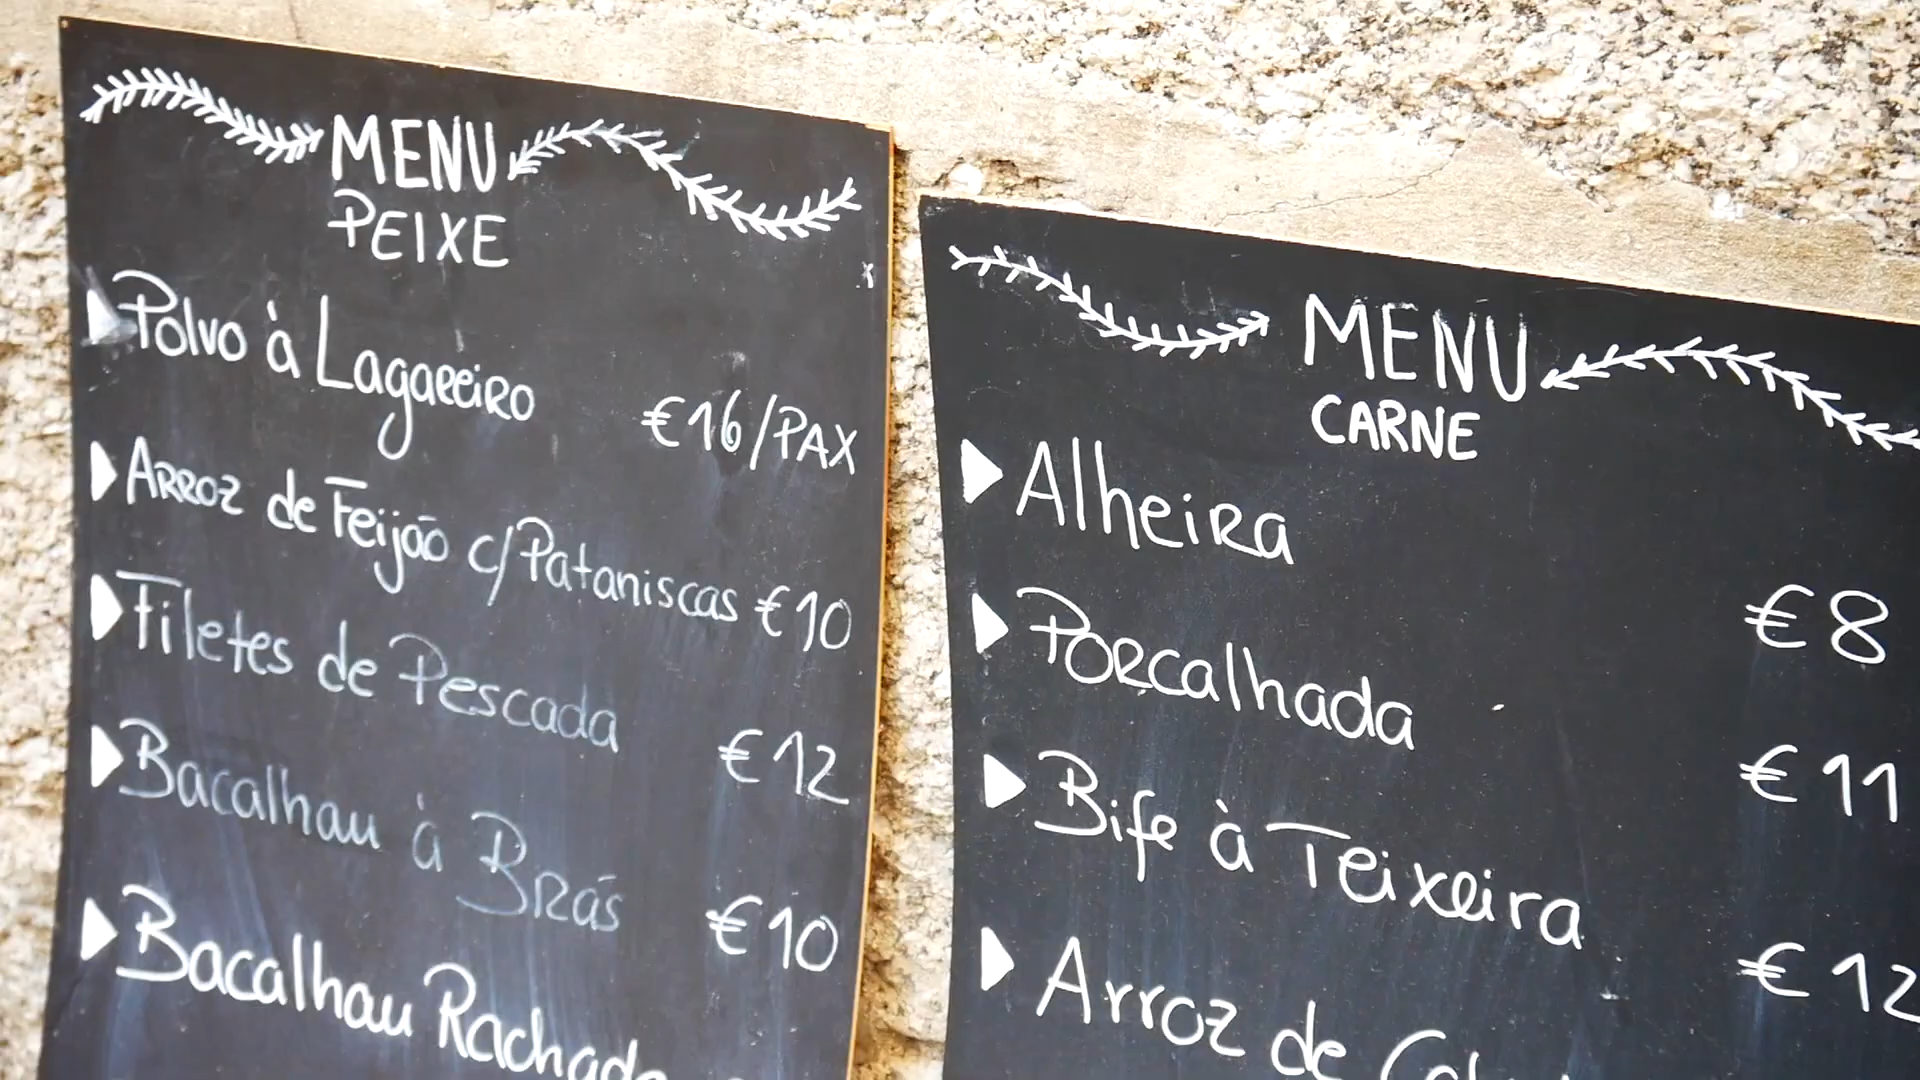 MENU
PEIXE
Polvo à Lagareiro
€16/PAX
Arroz de Feijão c/Pataniscas €10
Filetes de Pescada
€12
Bacalhau à Brás
€10
Bacalhau
MENU
CARNE
Alheira
€8
Porcalhada
€11
Bife à Teixeira
€12
Arroz de